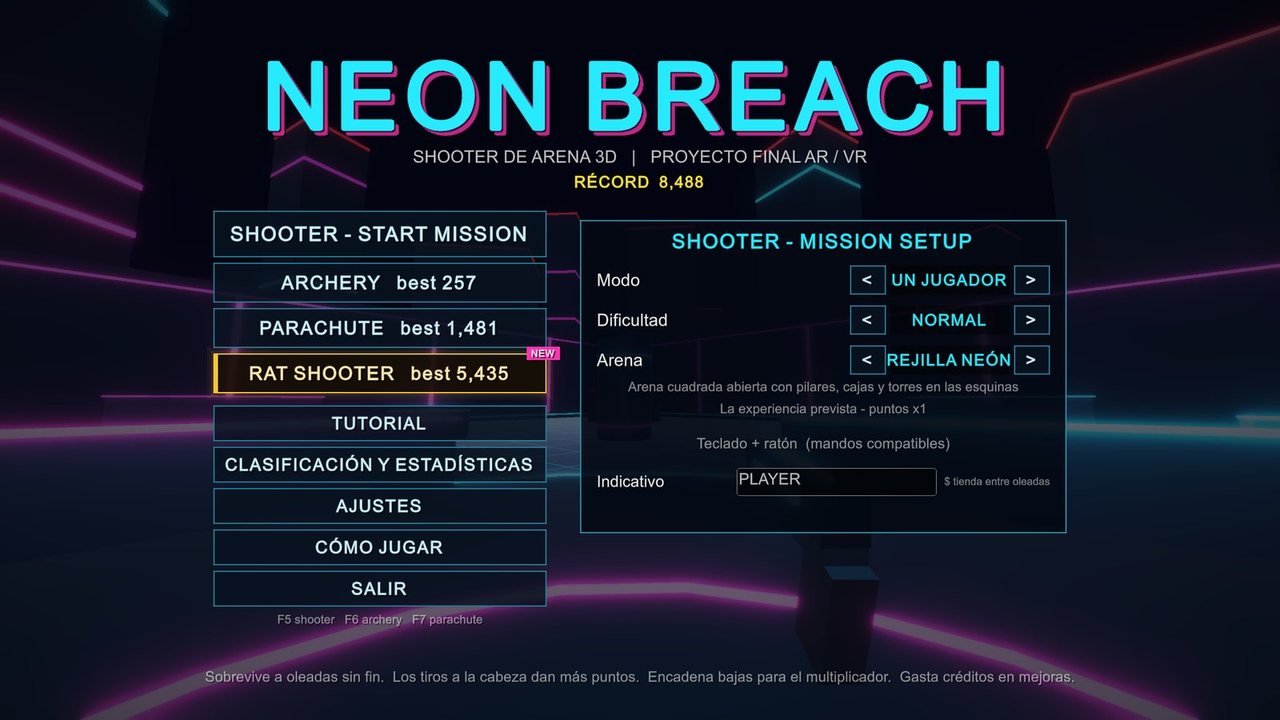 NEON BREACH
SHOOTER DE ARENA 3D | PROYECTO FINAL AR / VR
RÉCORD 8,488
SHOOTER - START MISSION
ARCHERY best 257
PARACHUTE best 1,481
NEW
RAT SHOOTER best 5,435
TUTORIAL
CLASIFICACIÓN Y ESTADÍSTICAS
AJUSTES
CÓMO JUGAR
SALIR
F5 shooter F6 archery F7 parachute
SHOOTER - MISSION SETUP
Modo < UN JUGADOR >
Dificultad < NORMAL >
Arena < REJILLA NEÓN >
Arena cuadrada abierta con pilares, cajas y torres en las esquinas
La experiencia prevista - puntos x1
Teclado + ratón (mandos compatibles)
Indicativo PLAYER $ tienda entre oleadas
Sobrevive a oleadas sin fin. Los tiros a la cabeza dan más puntos. Encadena bajas para el multiplicador. Gasta créditos en mejoras.